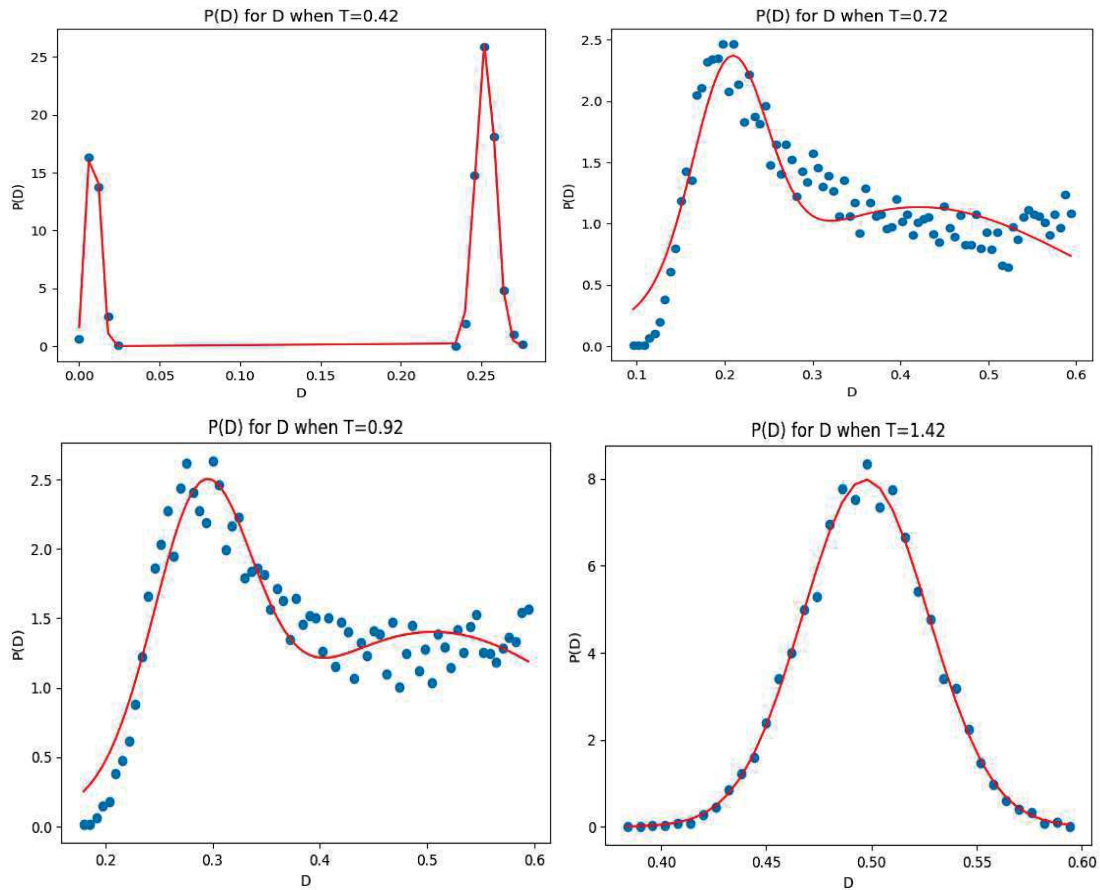 P(D) for D when T=0.42
25
20
15
10
5
0
P(D)
0.00 0.05 0.10 0.15 0.20 0.25
D
P(D) for D when T=0.72
2.5
2.0
1.5
1.0
0.5
0.0
P(D)
0.1 0.2 0.3 0.4 0.5 0.6
D
P(D) for D when T=0.92
2.5
2.0
1.5
1.0
0.5
0.0
P(D)
0.2 0.3 0.4 0.5 0.6
D
P(D) for D when T=1.42
8
6
4
2
0
P(D)
0.40 0.45 0.50 0.55 0.60
D